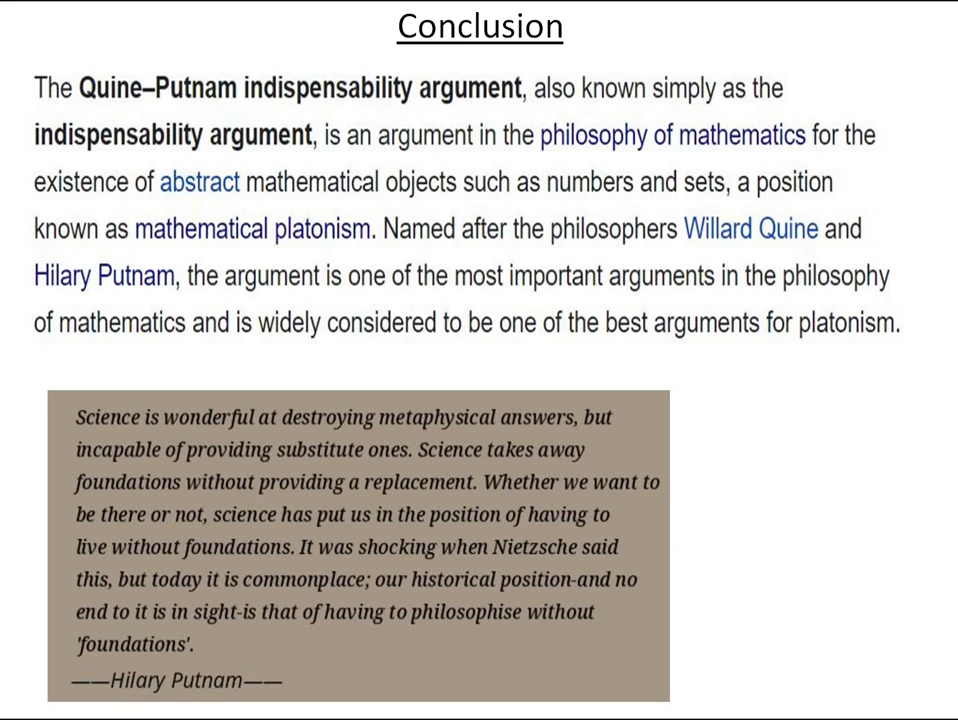 Conclusion
The Quine–Putnam indispensability argument, also known simply as the
indispensability argument, is an argument in the philosophy of mathematics for the
existence of abstract mathematical objects such as numbers and sets, a position
known as mathematical platonism. Named after the philosophers Willard Quine and
Hilary Putnam, the argument is one of the most important arguments in the philosophy
of mathematics and is widely considered to be one of the best arguments for platonism.
Science is wonderful at destroying metaphysical answers, but
incapable of providing substitute ones. Science takes away
foundations without providing a replacement. Whether we want to
be there or not, science has put us in the position of having to
live without foundations. It was shocking when Nietzsche said
this, but today it is commonplace; our historical position-and no
end to it is in sight-is that of having to philosophise without
'foundations'.
——Hilary Putnam——